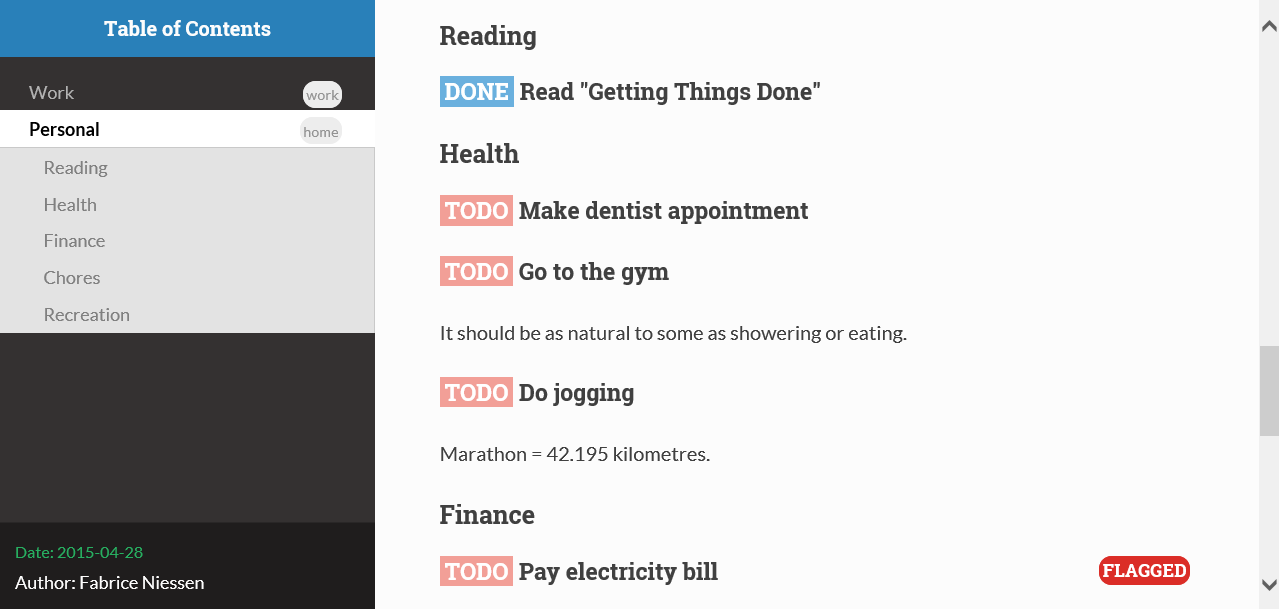 Table of Contents
Work work
Personal home
Reading
Health
Finance
Chores
Recreation
Date: 2015-04-28
Author: Fabrice Niessen
Reading
DONE Read "Getting Things Done"
Health
TODO Make dentist appointment
TODO Go to the gym
It should be as natural to some as showering or eating.
TODO Do jogging
Marathon = 42.195 kilometres.
Finance
TODO Pay electricity bill FLAGGED